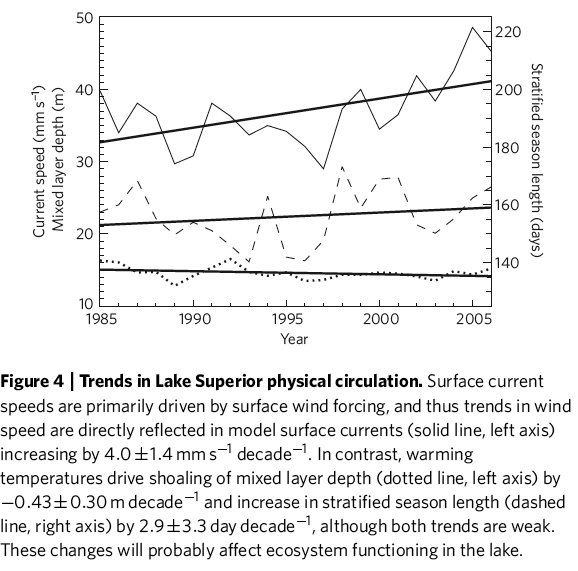 50
40
30
20
10
Current speed (mm s⁻¹)
Mixed layer depth (m)
220
200
180
160
140
Stratified season length (days)
1985
1990
1995
2000
2005
Year
Figure 4 | Trends in Lake Superior physical circulation. Surface current
speeds are primarily driven by surface wind forcing, and thus trends in wind
speed are directly reflected in model surface currents (solid line, left axis)
increasing by 4.0±1.4 mm s⁻¹ decade⁻¹. In contrast, warming
temperatures drive shoaling of mixed layer depth (dotted line, left axis) by
−0.43±0.30 m decade⁻¹ and increase in stratified season length (dashed
line, right axis) by 2.9±3.3 day decade⁻¹, although both trends are weak.
These changes will probably affect ecosystem functioning in the lake.